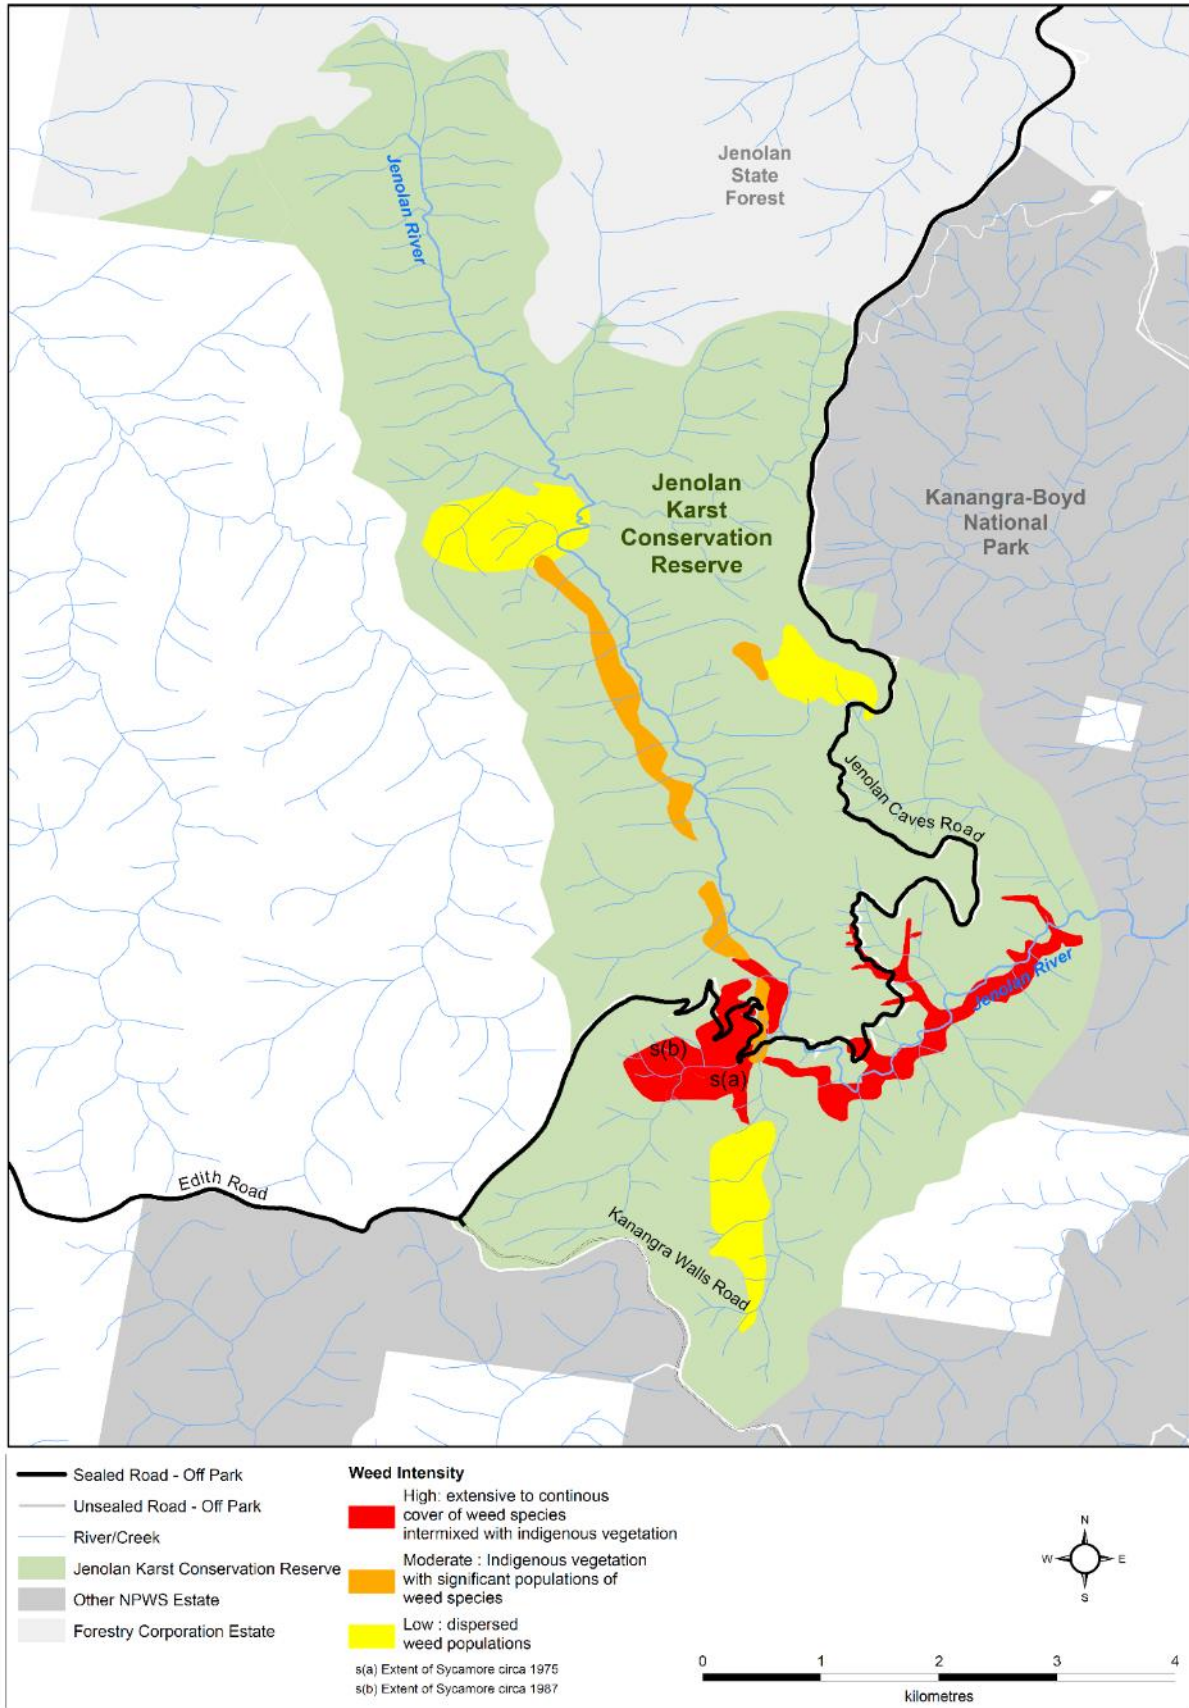 Jenolan River
Jenolan
State
Forest
Jenolan
Karst
Conservation
Reserve
Kanangra-Boyd
National
Park
Jenolan Caves Road
Jenolan River
s(b)
s(a)
Edith Road
Kanangra Walls Road
Sealed Road - Off Park
Unsealed Road - Off Park
River/Creek
Jenolan Karst Conservation Reserve
Other NPWS Estate
Forestry Corporation Estate
Weed Intensity
High: extensive to continous
cover of weed species
intermixed with indigenous vegetation
Moderate : Indigenous vegetation
with significant populations of
weed species
Low : dispersed
weed populations
s(a) Extent of Sycamore circa 1975
s(b) Extent of Sycamore circa 1987
N
W E
S
0 1 2 3 4
kilometres